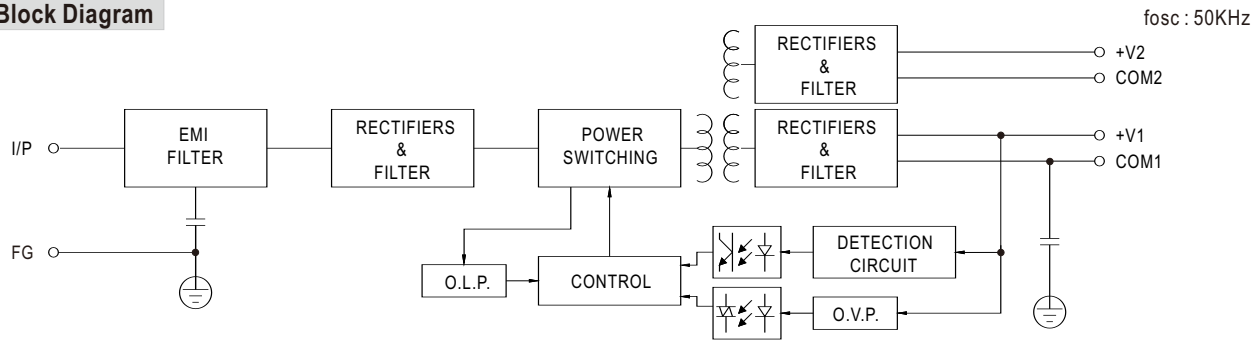 Block Diagram
fosc : 50KHz
RECTIFIERS
&
FILTER
+V2
COM2
I/P
EMI
FILTER
RECTIFIERS
&
FILTER
POWER
SWITCHING
RECTIFIERS
&
FILTER
+V1
COM1
FG
O.L.P.
CONTROL
DETECTION
CIRCUIT
O.V.P.